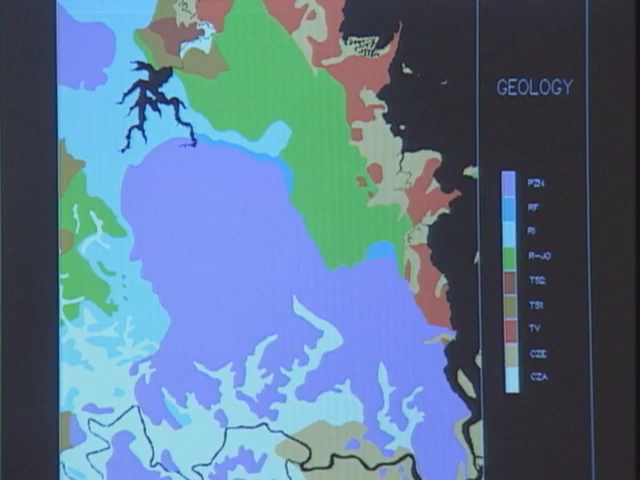 GEOLOGY
PZN
RF
RI
R-JO
TS2
TS1
TV
CZE
CZA